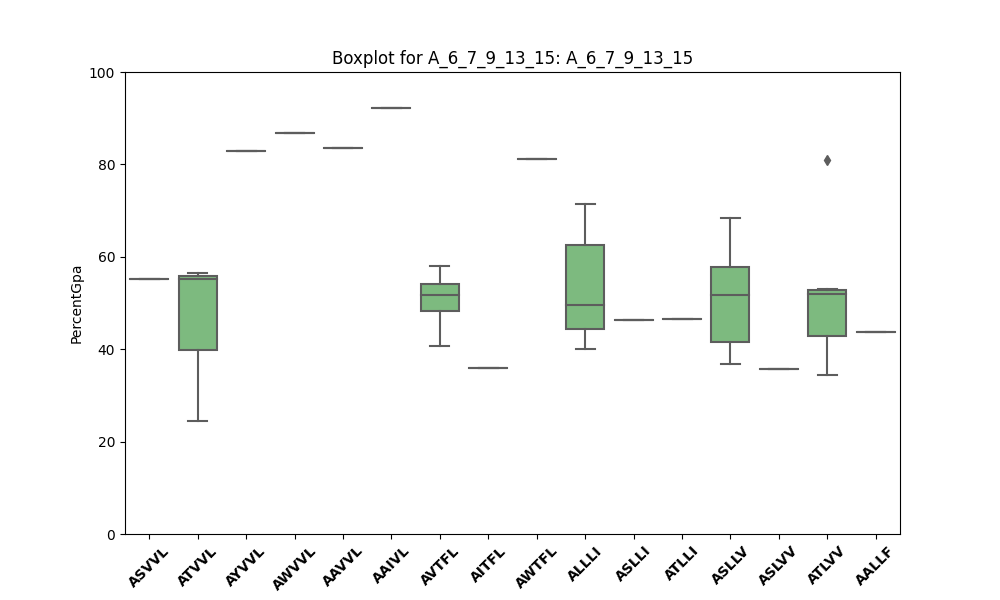 Boxplot for A_6_7_9_13_15: A_6_7_9_13_15
PercentGpa
100
80
60
40
20
0
ASVVL ATVVL AYVVL AWVVL AAVVL AAIVL AVTFL AITFL AWTFL ALLLI ASLLI ATLLI ASLLV ASLVV ATLVV AALLF